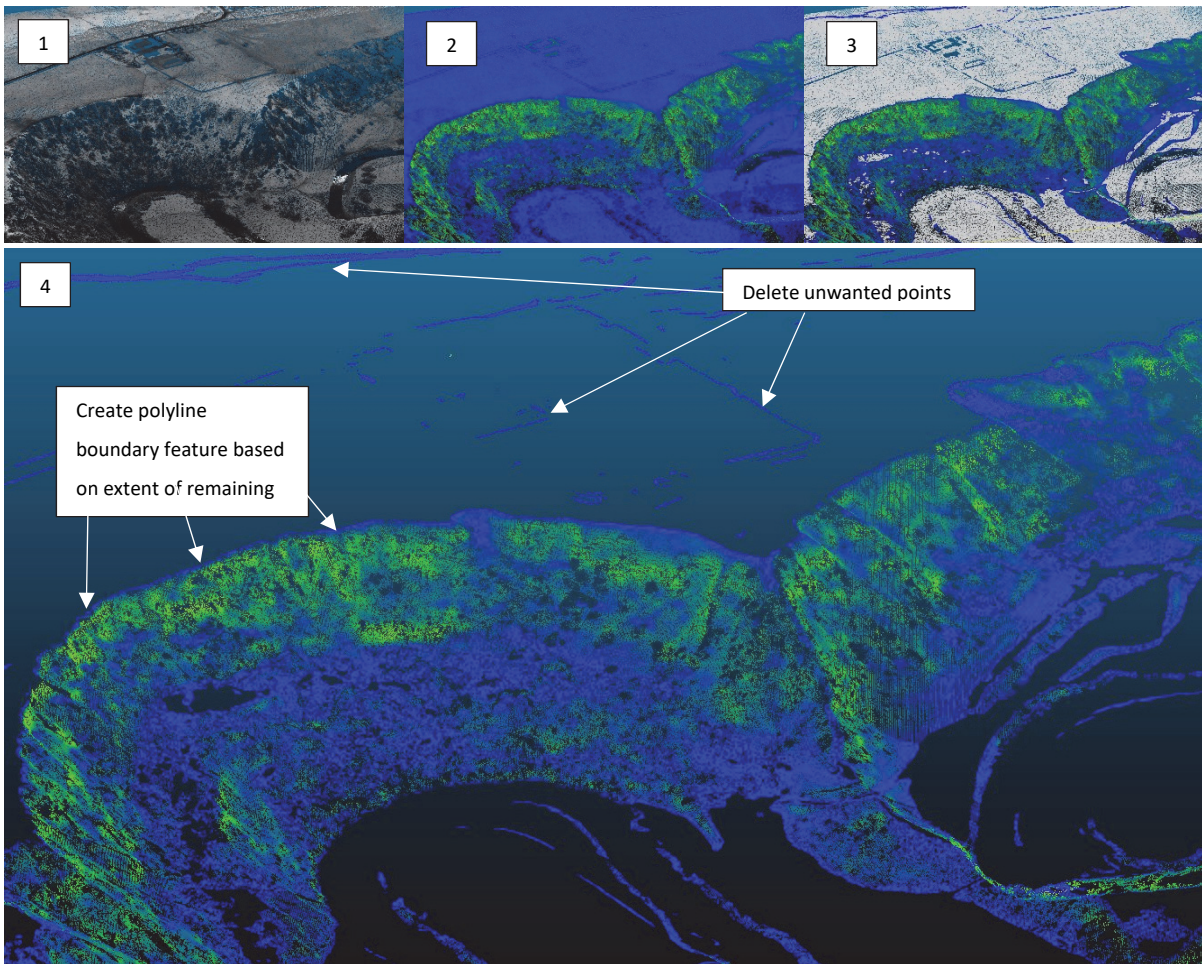 1
2
3
4
Delete unwanted points
Create polyline
boundary feature based
on extent of remaining